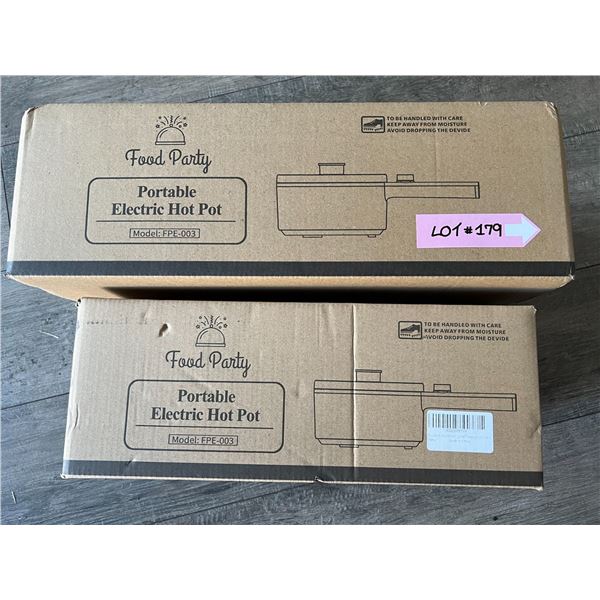 Food Party
Portable
Electric Hot Pot
Model: FPE-003
TO BE HANDLED WITH CARE
KEEP AWAY FROM MOISTURE
AVOID DROPPING THE DEVIDE
LOT #179
Food Party
Portable
Electric Hot Pot
Model: FPE-003
TO BE HANDLED WITH CARE
KEEP AWAY FROM MOISTURE
AVOID DROPPING THE DEVIDE